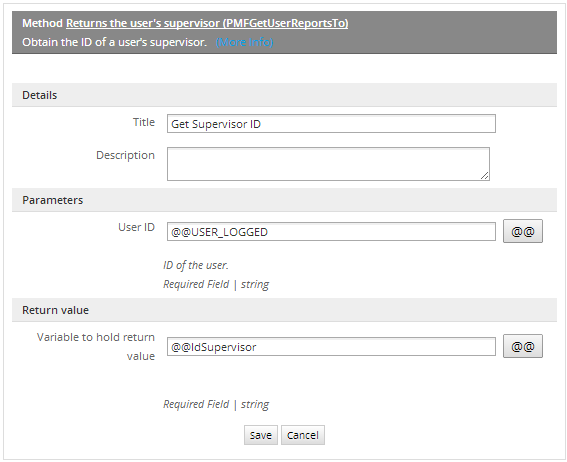 Method Returns the user's supervisor (PMFGetUserReportsTo)
Obtain the ID of a user's supervisor. (More Info)
Details
Title Get Supervisor ID
Description
Parameters
User ID @@USER_LOGGED @@
ID of the user.
Required Field | string
Return value
Variable to hold return
value @@IdSupervisor @@
Required Field | string
Save Cancel